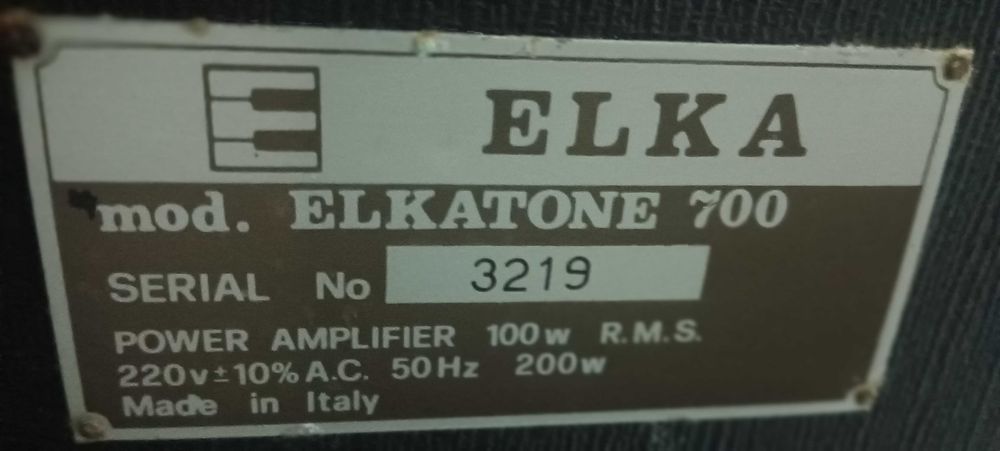 ELKA
mod. ELKATONE 700
SERIAL No 3219
POWER AMPLIFIER 100w R.M.S.
220v±10% A.C. 50Hz 200w
Made in Italy